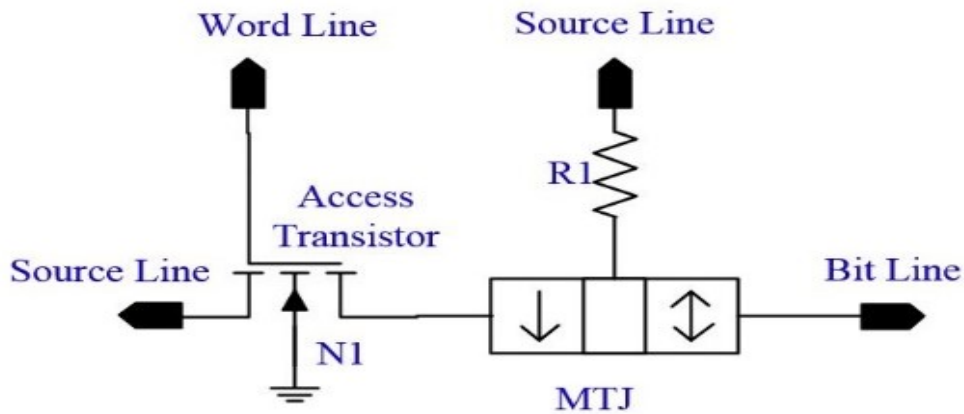 Word Line
Source Line
R1
Access
Transistor
Source Line
Bit Line
N1
MTJ